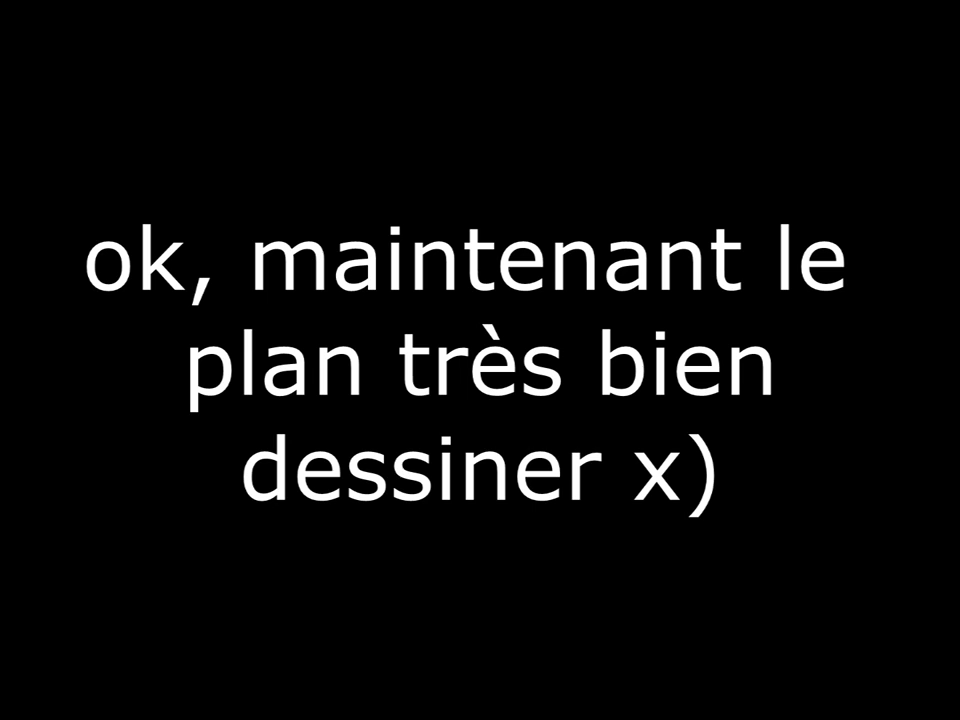 ok, maintenant le
plan très bien
dessiner x)